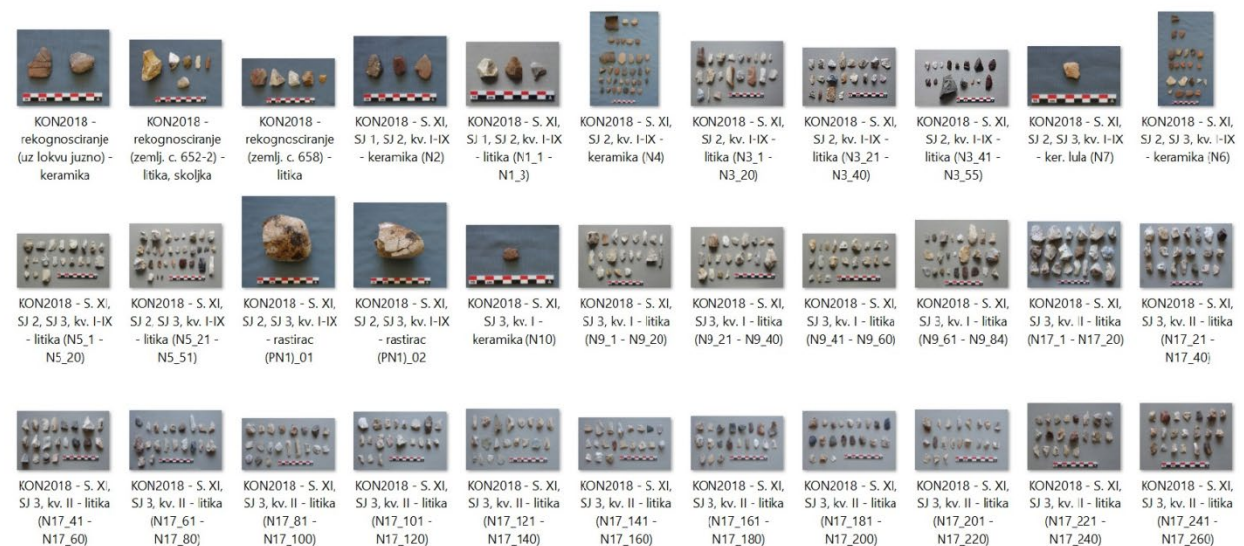 KON2018 -
rekognosciranje
(uz lokvu juzno) -
keramika
KON2018 -
rekognosciranje
(zemlj. c. 652-2) -
litika, skoljka
KON2018 -
rekognosciranje
(zemlj. c. 658) -
litika
KON2018 - S. XI,
SJ 1, SJ 2, kv. I-IX
- keramika (N2)
KON2018 - S. XI,
SJ 1, SJ 2, kv. I-IX
- litika (N1_1 -
N1_3)
KON2018 - S. XI,
SJ 2, kv. I-IX -
keramika (N4)
KON2018 - S. XI,
SJ 2, kv. I-IX -
litika (N3_1 -
N3_20)
KON2018 - S. XI,
SJ 2, kv. I-IX -
litika (N3_21 -
N3_40)
KON2018 - S. XI,
SJ 2, kv. I-IX -
litika (N3_41 -
N3_55)
KON2018 - S. XI,
SJ 2, SJ 3, kv. I-IX
- ker. lula (N7)
KON2018 - S. XI,
SJ 2, SJ 3, kv. I-IX
- keramika (N6)
KON2018 - S. XI,
SJ 2, SJ 3, kv. I-IX
- litika (N5_1 -
N5_20)
KON2018 - S. XI,
SJ 2, SJ 3, kv. I-IX
- litika (N5_21 -
N5_51)
KON2018 - S. XI,
SJ 2, SJ 3, kv. I-IX
- rastirac
(PN1)_01
KON2018 - S. XI,
SJ 2, SJ 3, kv. I-IX
- rastirac
(PN1)_02
KON2018 - S. XI,
SJ 3, kv. I -
keramika (N10)
KON2018 - S. XI,
SJ 3, kv. I - litika
(N9_1 - N9_20)
KON2018 - S. XI,
SJ 3, kv. I - litika
(N9_21 - N9_40)
KON2018 - S. XI,
SJ 3, kv. I - litika
(N9_41 - N9_60)
KON2018 - S. XI,
SJ 3, kv. I - litika
(N9_61 - N9_84)
KON2018 - S. XI,
SJ 3, kv. II - litika
(N17_1 - N17_20)
KON2018 - S. XI,
SJ 3, kv. II - litika
(N17_21 -
N17_40)
KON2018 - S. XI,
SJ 3, kv. II - litika
(N17_41 -
N17_60)
KON2018 - S. XI,
SJ 3, kv. II - litika
(N17_61 -
N17_80)
KON2018 - S. XI,
SJ 3, kv. II - litika
(N17_81 -
N17_100)
KON2018 - S. XI,
SJ 3, kv. II - litika
(N17_101 -
N17_120)
KON2018 - S. XI,
SJ 3, kv. II - litika
(N17_121 -
N17_140)
KON2018 - S. XI,
SJ 3, kv. II - litika
(N17_141 -
N17_160)
KON2018 - S. XI,
SJ 3, kv. II - litika
(N17_161 -
N17_180)
KON2018 - S. XI,
SJ 3, kv. II - litika
(N17_181 -
N17_200)
KON2018 - S. XI,
SJ 3, kv. II - litika
(N17_201 -
N17_220)
KON2018 - S. XI,
SJ 3, kv. II - litika
(N17_221 -
N17_240)
KON2018 - S. XI,
SJ 3, kv. II - litika
(N17_241 -
N17_260)